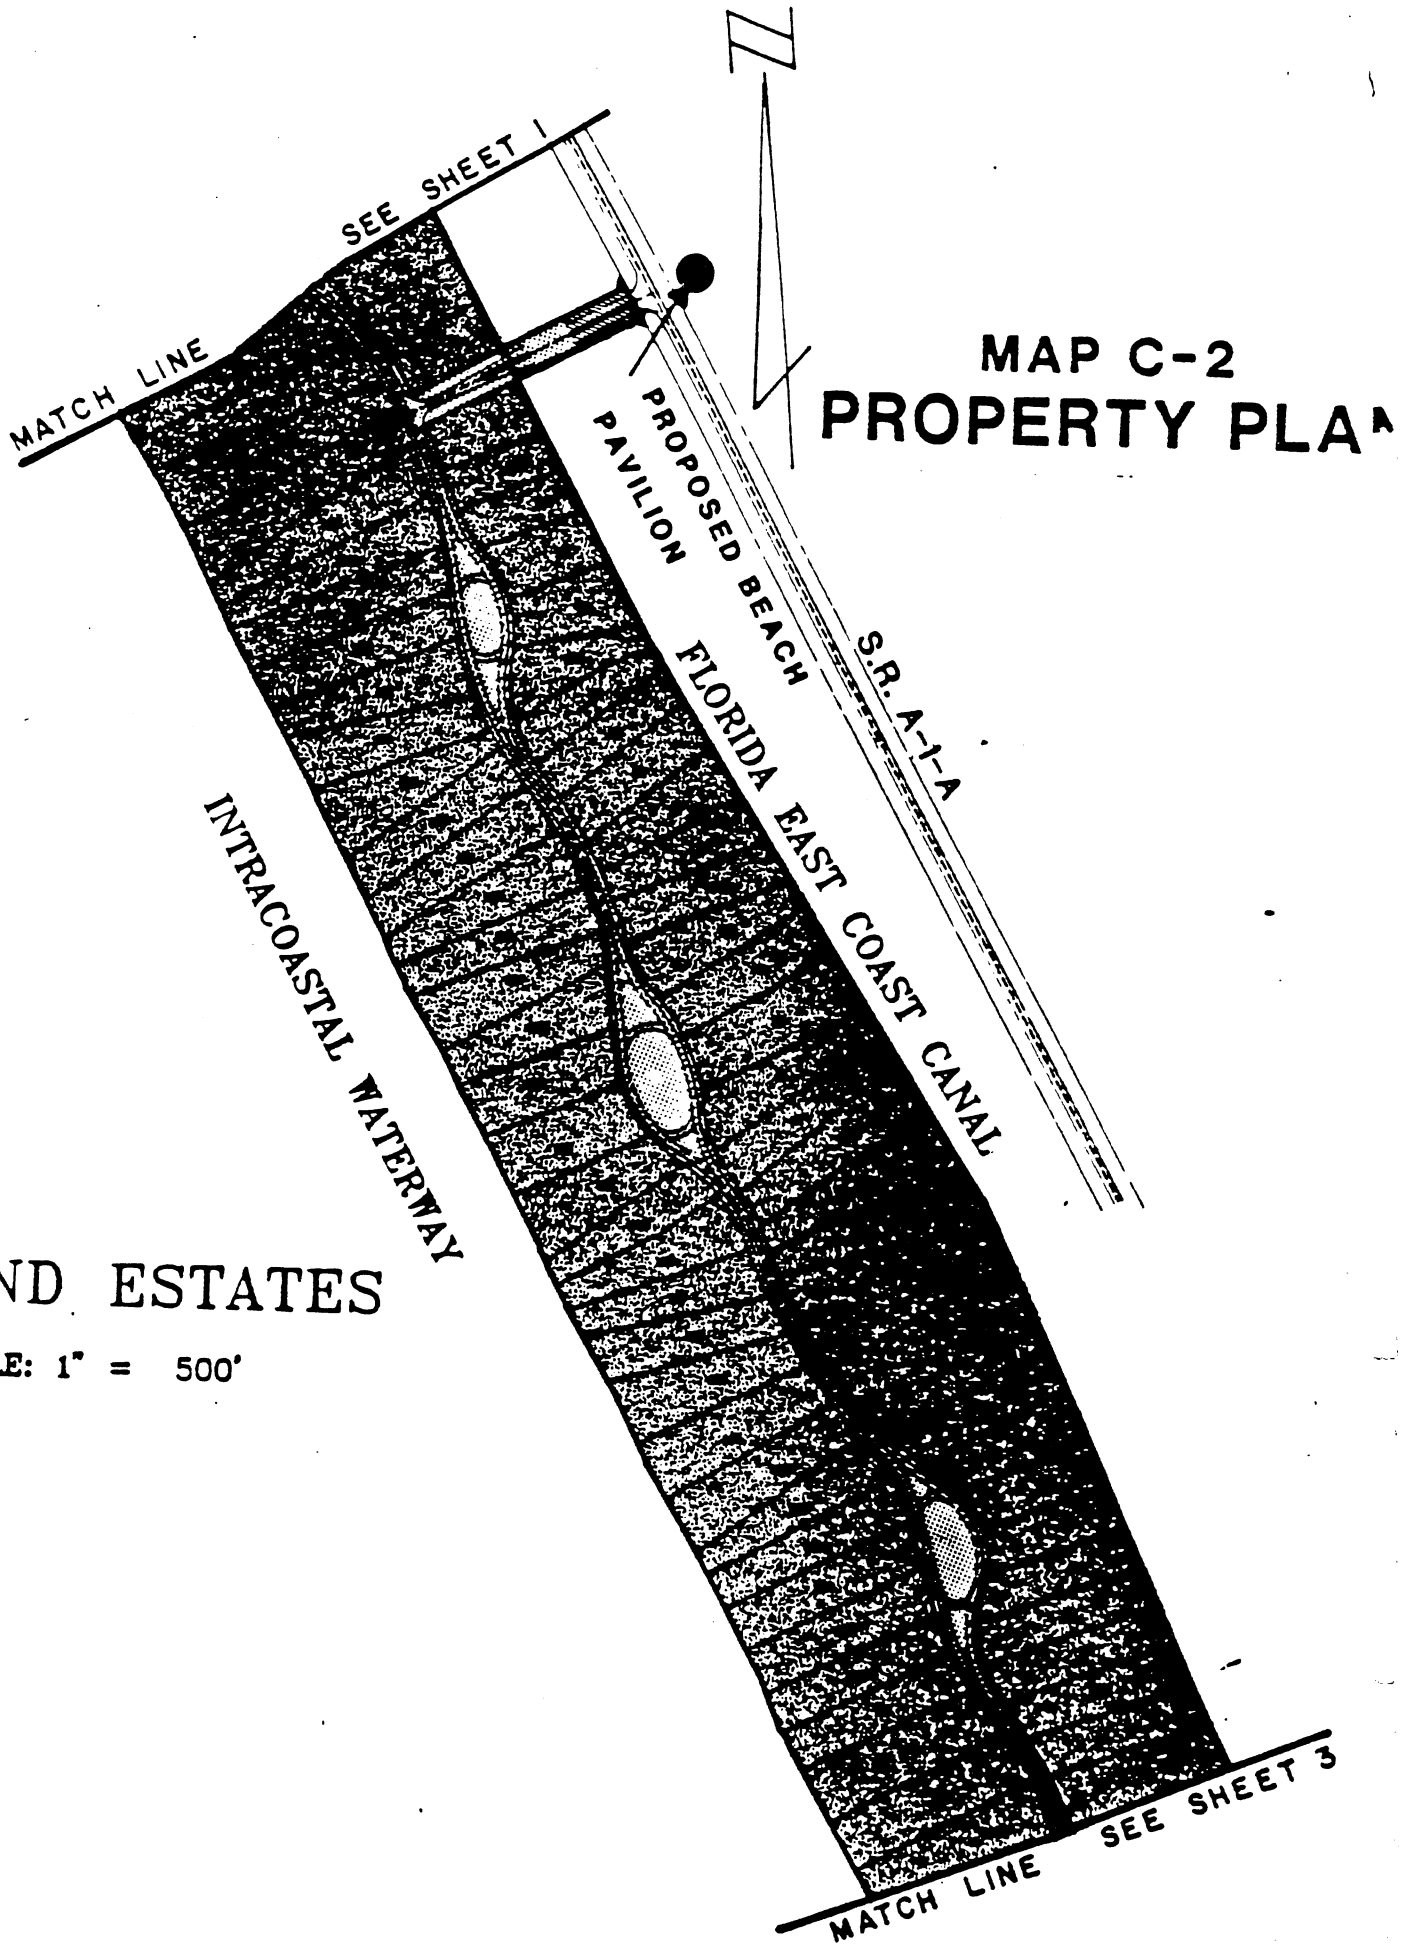 N
SEE SHEET 1
MATCH LINE
MAP C-2
PROPERTY PLA
PROPOSED BEACH
PAVILION
S.R. A-1-A
FLORIDA EAST COAST CANAL
INTRACOASTAL WATERWAY
ND ESTATES
LE: 1" = 500'
MATCH LINE SEE SHEET 3